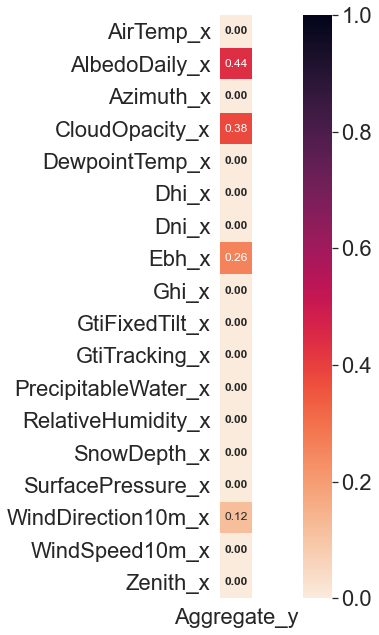 AirTemp_x 0.00
AlbedoDaily_x 0.44
Azimuth_x 0.00
CloudOpacity_x 0.38
DewpointTemp_x 0.00
Dhi_x 0.00
Dni_x 0.00
Ebh_x 0.26
Ghi_x 0.00
GtiFixedTilt_x 0.00
GtiTracking_x 0.00
PrecipitableWater_x 0.00
RelativeHumidity_x 0.00
SnowDepth_x 0.00
SurfacePressure_x 0.00
WindDirection10m_x 0.12
WindSpeed10m_x 0.00
Zenith_x 0.00
Aggregate_y
1.0
0.8
0.6
0.4
0.2
0.0